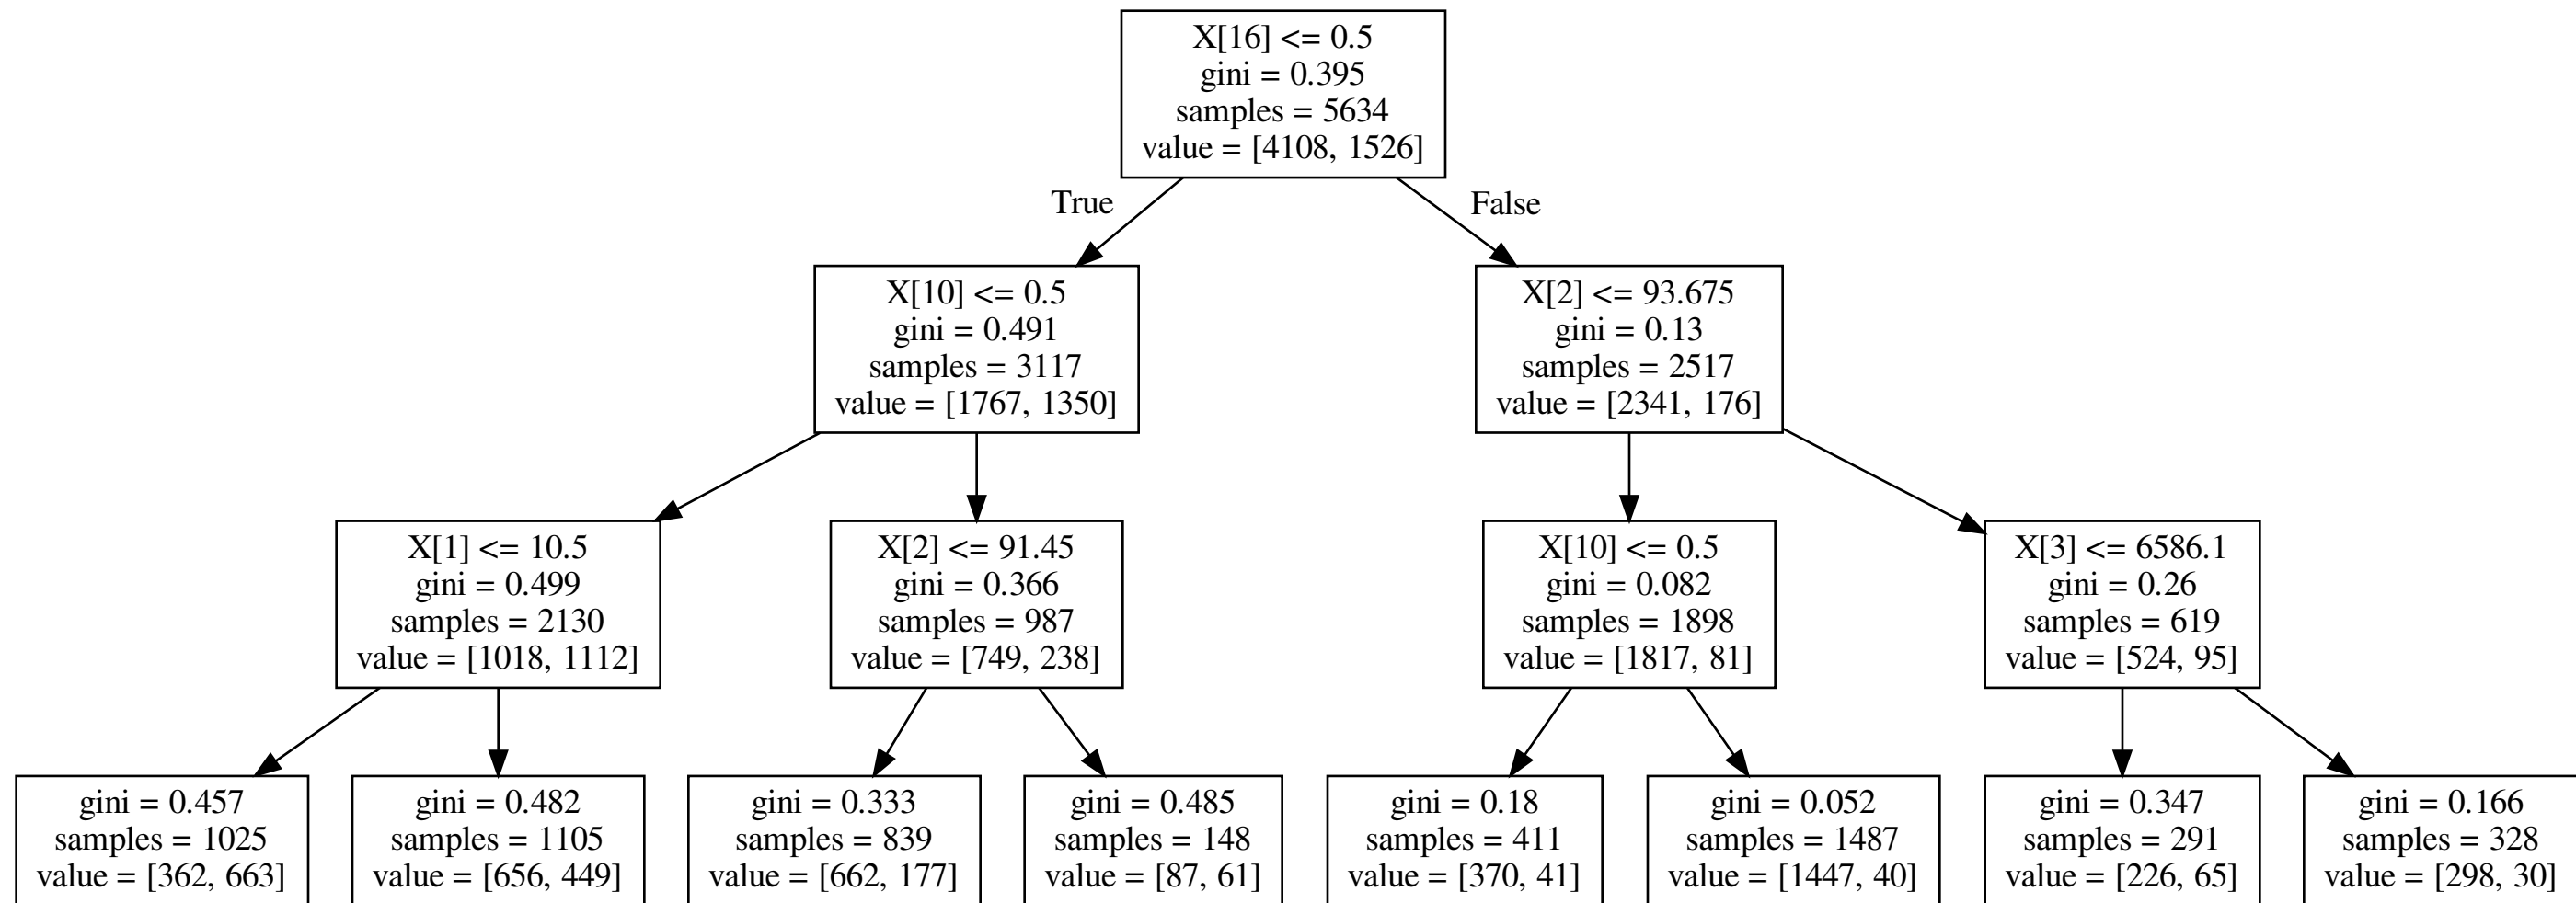 X[16] <= 0.5
gini = 0.395
samples = 5634
value = [4108, 1526]
True
False
X[10] <= 0.5
gini = 0.491
samples = 3117
value = [1767, 1350]
X[2] <= 93.675
gini = 0.13
samples = 2517
value = [2341, 176]
X[1] <= 10.5
gini = 0.499
samples = 2130
value = [1018, 1112]
X[2] <= 91.45
gini = 0.366
samples = 987
value = [749, 238]
X[10] <= 0.5
gini = 0.082
samples = 1898
value = [1817, 81]
X[3] <= 6586.1
gini = 0.26
samples = 619
value = [524, 95]
gini = 0.457
samples = 1025
value = [362, 663]
gini = 0.482
samples = 1105
value = [656, 449]
gini = 0.333
samples = 839
value = [662, 177]
gini = 0.485
samples = 148
value = [87, 61]
gini = 0.18
samples = 411
value = [370, 41]
gini = 0.052
samples = 1487
value = [1447, 40]
gini = 0.347
samples = 291
value = [226, 65]
gini = 0.166
samples = 328
value = [298, 30]